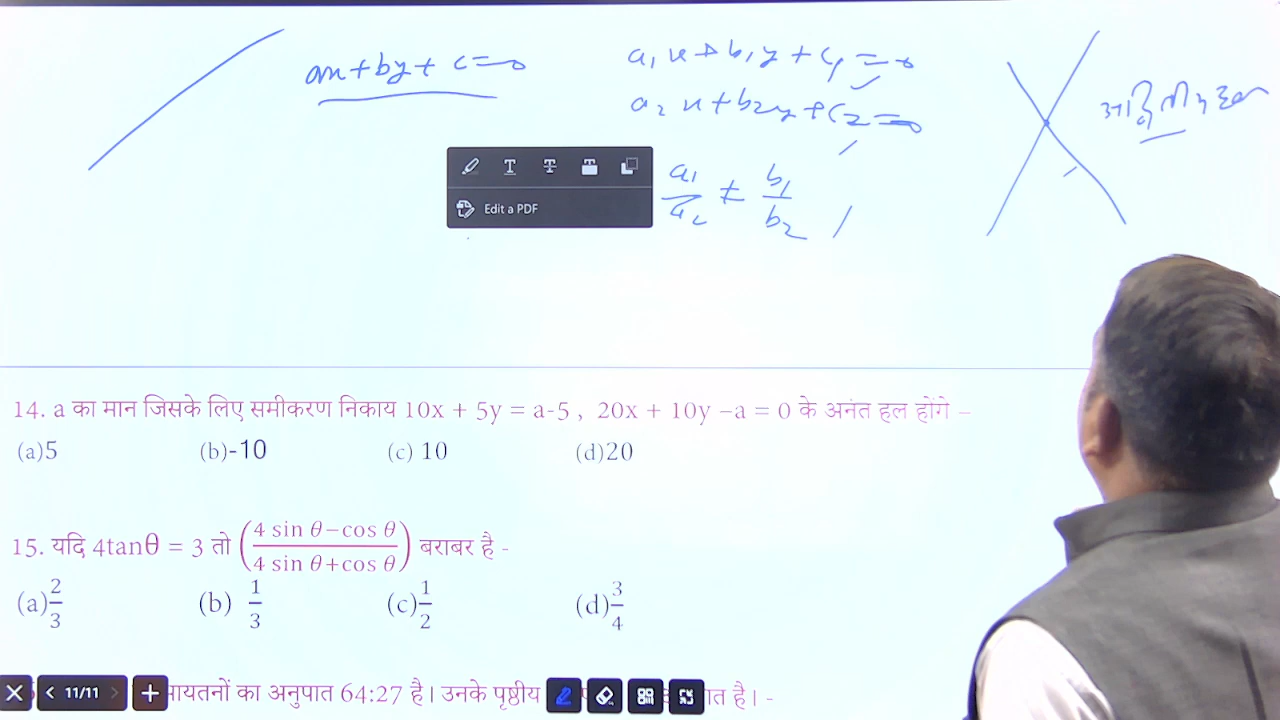 ax+by+c=0
a₁x+b₁y+c₁=0
a₂x+b₂y+c₂=0
a₁/a₂ ≠ b₁/b₂
Edit a PDF
14. a का मान जिसके लिए समीकरण निकाय 10x + 5y = a-5 , 20x + 10y –a = 0 के अनंत हल होंगे –
(a)5 (b)-10 (c) 10 (d)20
15. यदि 4tanθ = 3 तो (4 sin θ−cos θ / 4 sin θ+cos θ) बराबर है -
(a)2/3 (b) 1/3 (c)1/2 (d)3/4
11/11
का अनुपात 64:27 है। उनके पृष्ठीय है। -